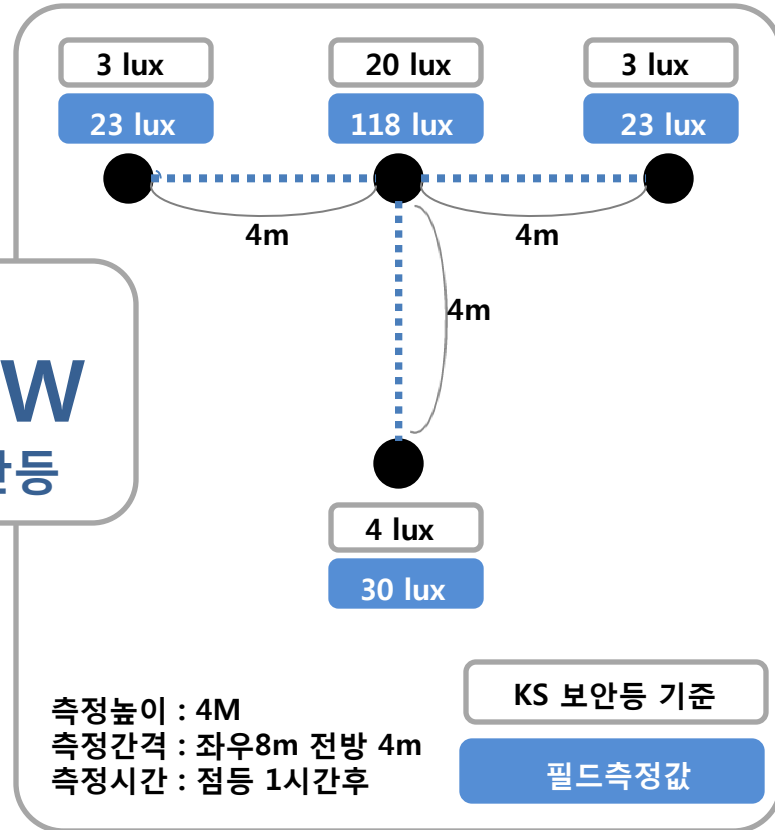 3 lux
20 lux
3 lux
23 lux
118 lux
23 lux
4m
4m
4m
W
등
4 lux
30 lux
측정높이 : 4M
측정간격 : 좌우8m 전방 4m
측정시간 : 점등 1시간후
KS 보안등 기준
필드측정값